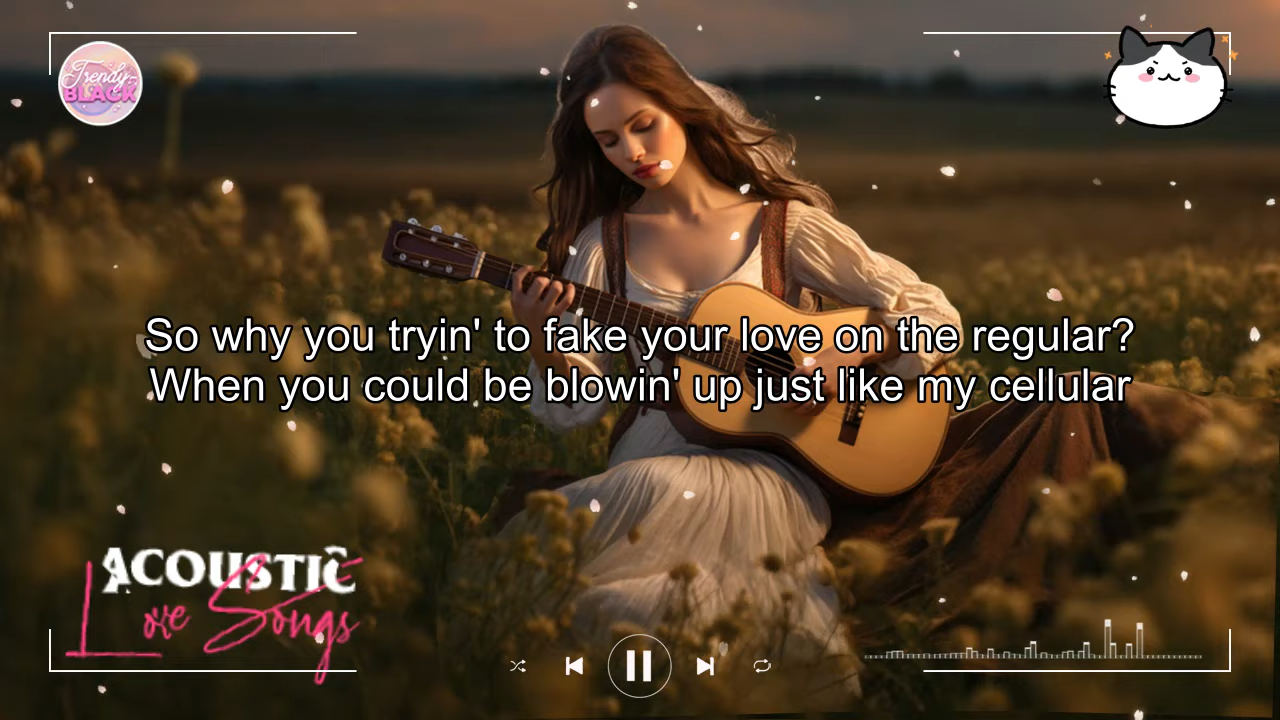 Trendy
BLACK
So why you tryin' to fake your love on the regular?
When you could be blowin' up just like my cellular
ACOUSTIC
Love Songs